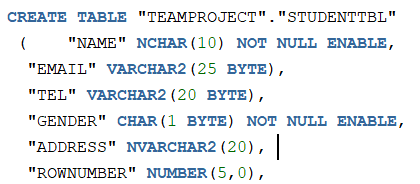 CREATE TABLE "TEAMPROJECT"."STUDENTTBL"
( "NAME" NCHAR(10) NOT NULL ENABLE,
"EMAIL" VARCHAR2(25 BYTE),
"TEL" VARCHAR2(20 BYTE),
"GENDER" CHAR(1 BYTE) NOT NULL ENABLE,
"ADDRESS" NVARCHAR2(20),
"ROWNUMBER" NUMBER(5,0),